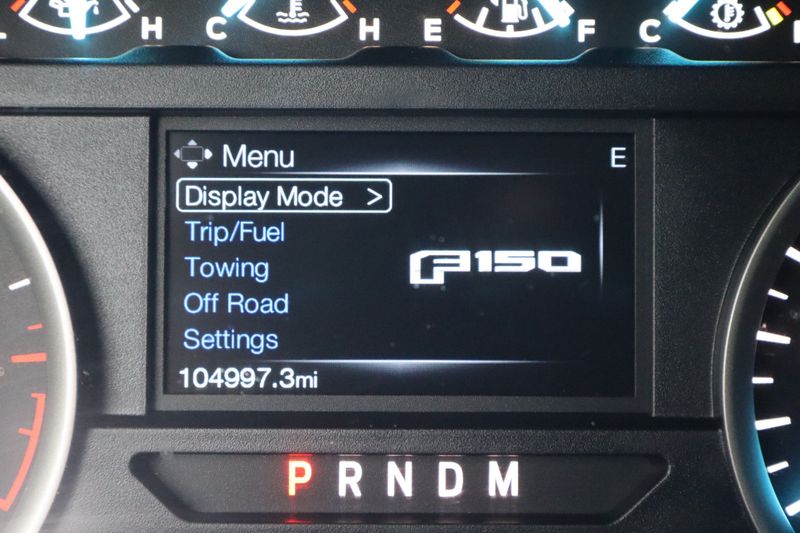 L H C H E F C
Menu E
Display Mode >
Trip/Fuel
F150
Towing
Off Road
Settings
104997.3mi
P R N D M